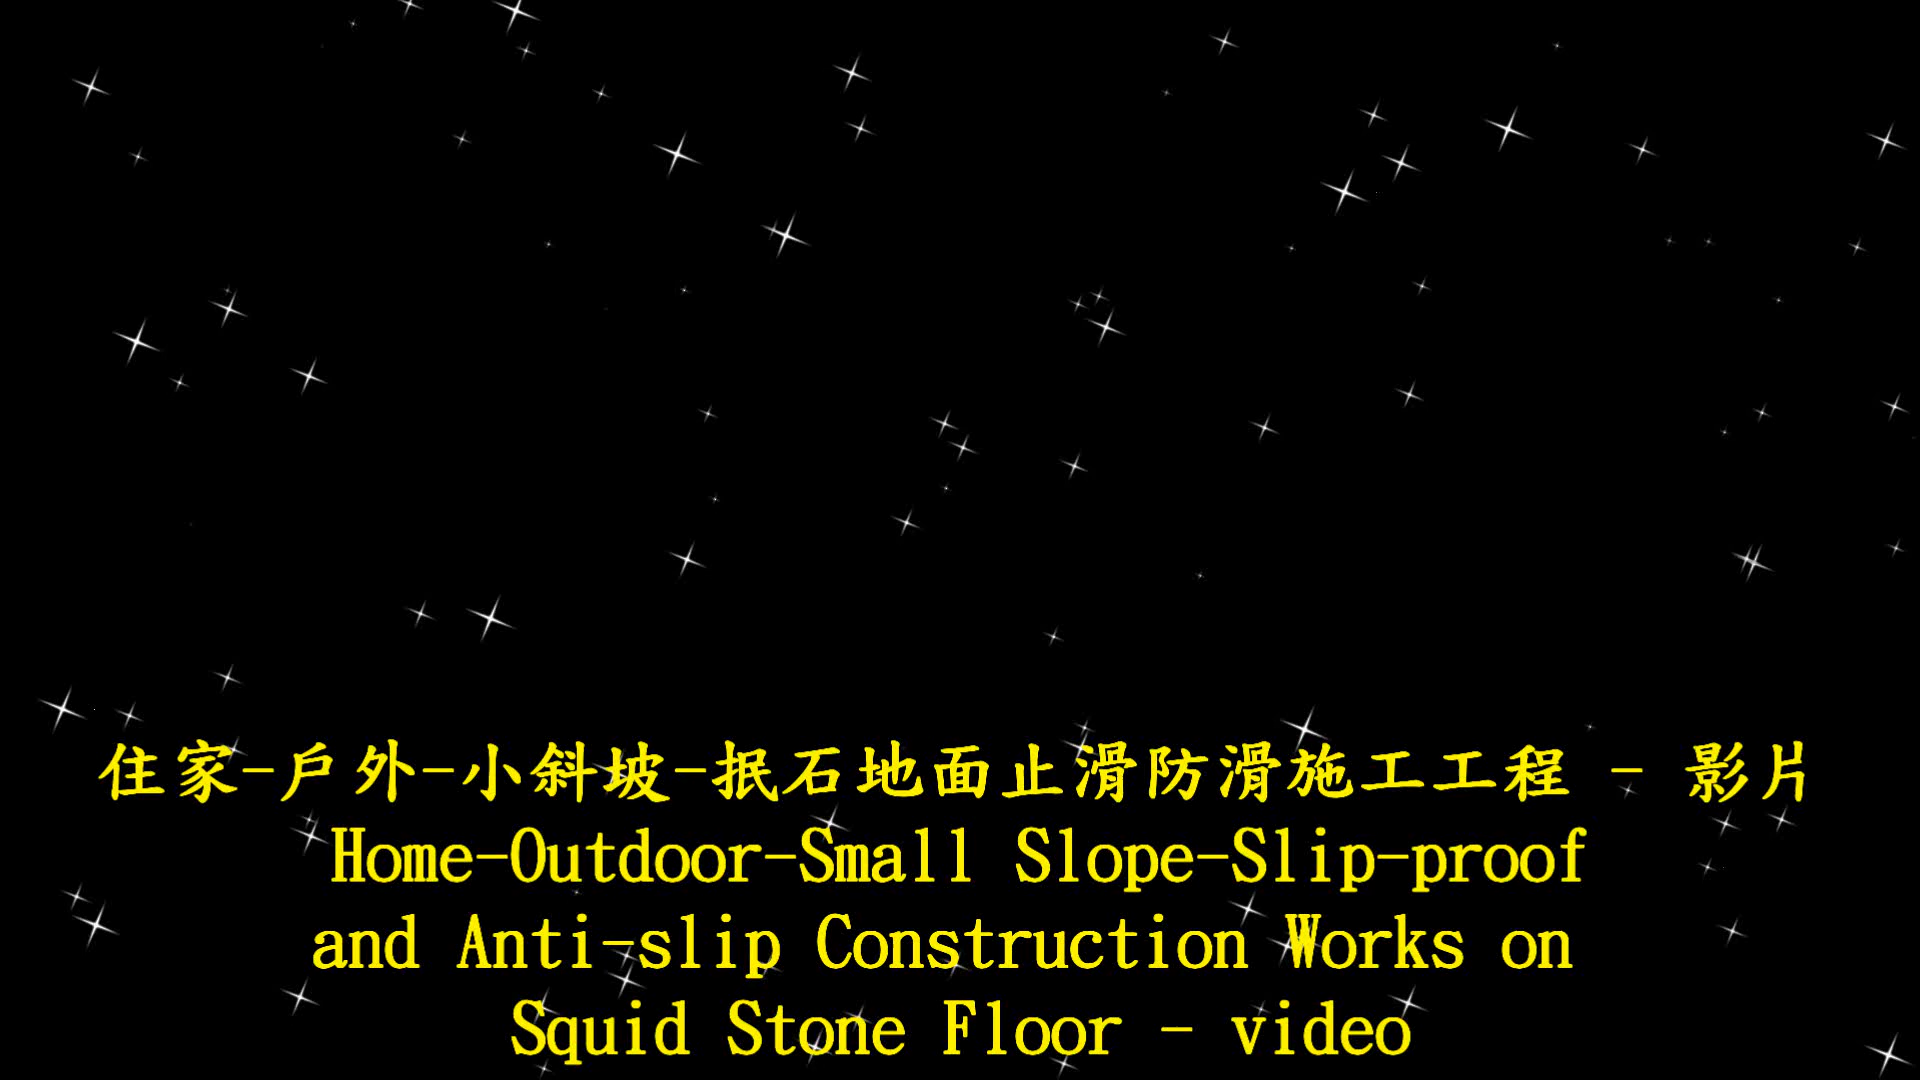 住家-戶外-小斜坡-抿石地面止滑防滑施工工程 - 影片
Home-Outdoor-Small Slope-Slip-proof
and Anti-slip Construction Works on
Squid Stone Floor - video